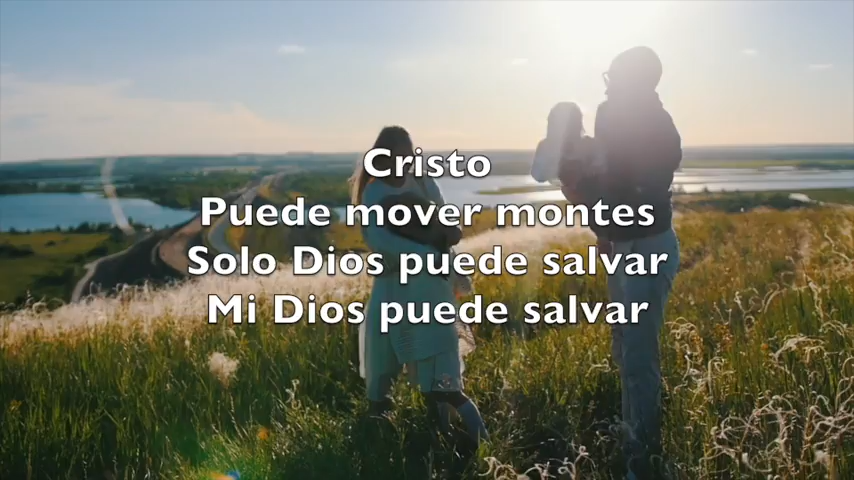 Cristo
Puede mover montes
Solo Dios puede salvar
Mi Dios puede salvar